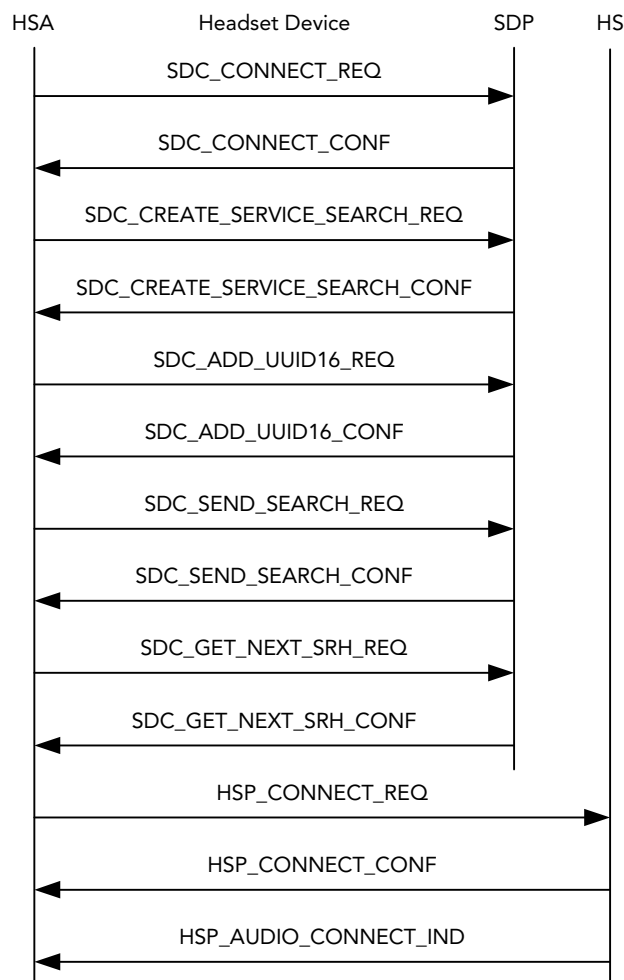 HSA Headset Device SDP HS
SDC_CONNECT_REQ
SDC_CONNECT_CONF
SDC_CREATE_SERVICE_SEARCH_REQ
SDC_CREATE_SERVICE_SEARCH_CONF
SDC_ADD_UUID16_REQ
SDC_ADD_UUID16_CONF
SDC_SEND_SEARCH_REQ
SDC_SEND_SEARCH_CONF
SDC_GET_NEXT_SRH_REQ
SDC_GET_NEXT_SRH_CONF
HSP_CONNECT_REQ
HSP_CONNECT_CONF
HSP_AUDIO_CONNECT_IND